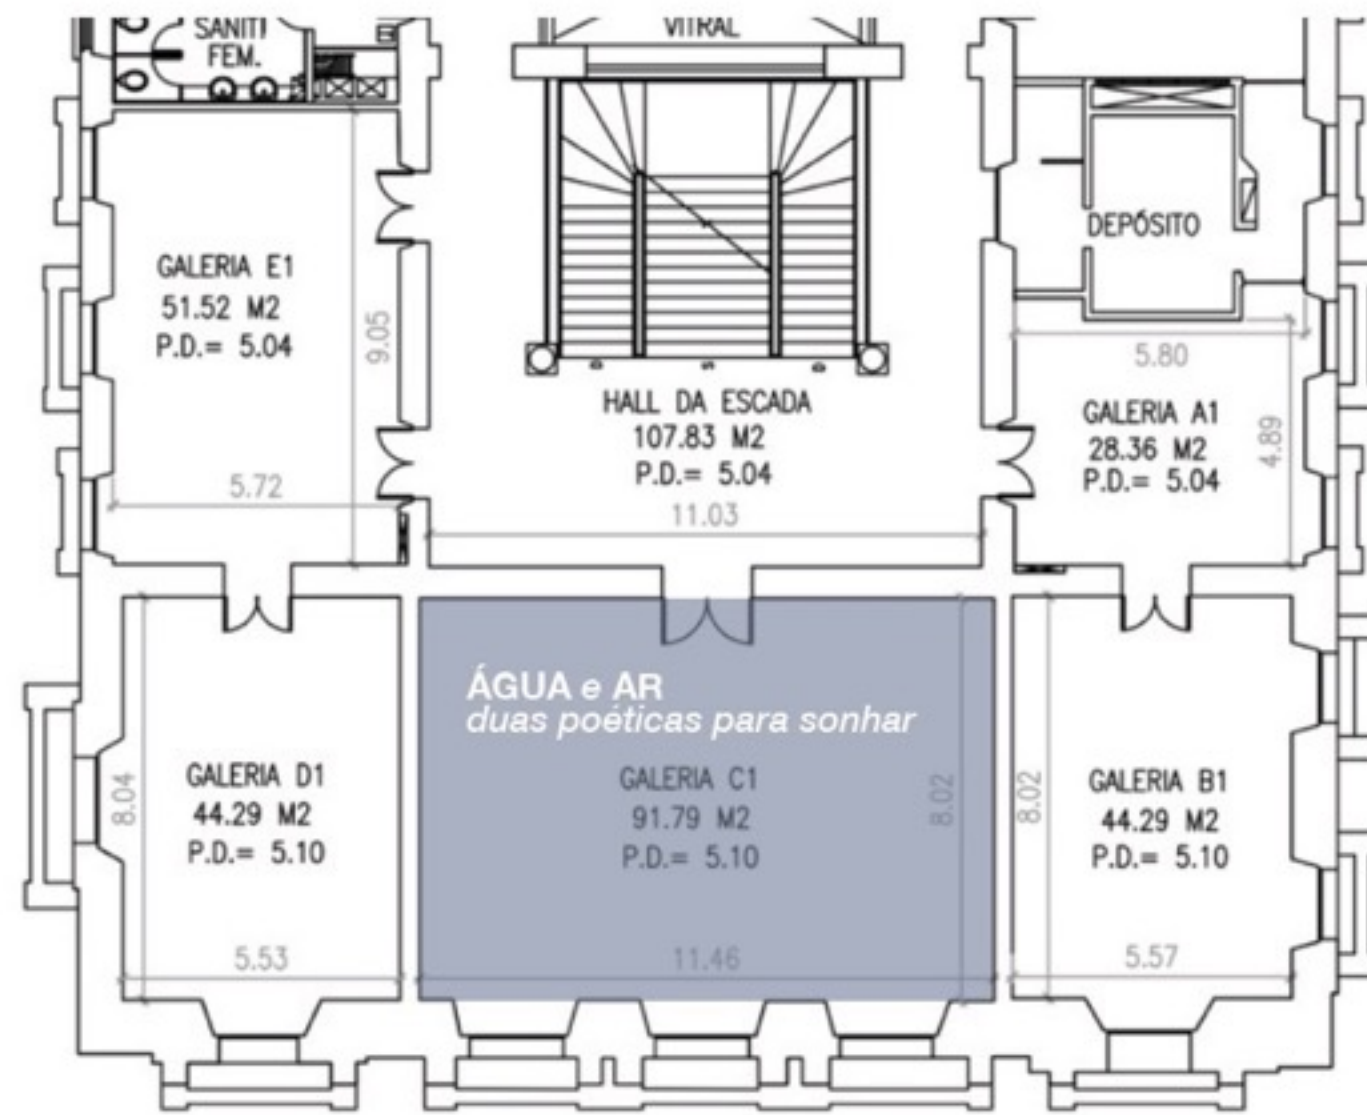 SANITI
FEM.
VITRAL
GALERIA E1
51.52 M2
P.D.= 5.04
9.05
5.72
HALL DA ESCADA
107.83 M2
P.D.= 5.04
11.03
D
S
D
DEPÓSITO
5.80
GALERIA A1
28.36 M2
P.D.= 5.04
4.89
GALERIA D1
44.29 M2
P.D.= 5.10
8.04
5.53
ÁGUA e AR
duas poéticas para sonhar
GALERIA C1
91.79 M2
P.D.= 5.10
8.02
11.46
8.02
GALERIA B1
44.29 M2
P.D.= 5.10
5.57